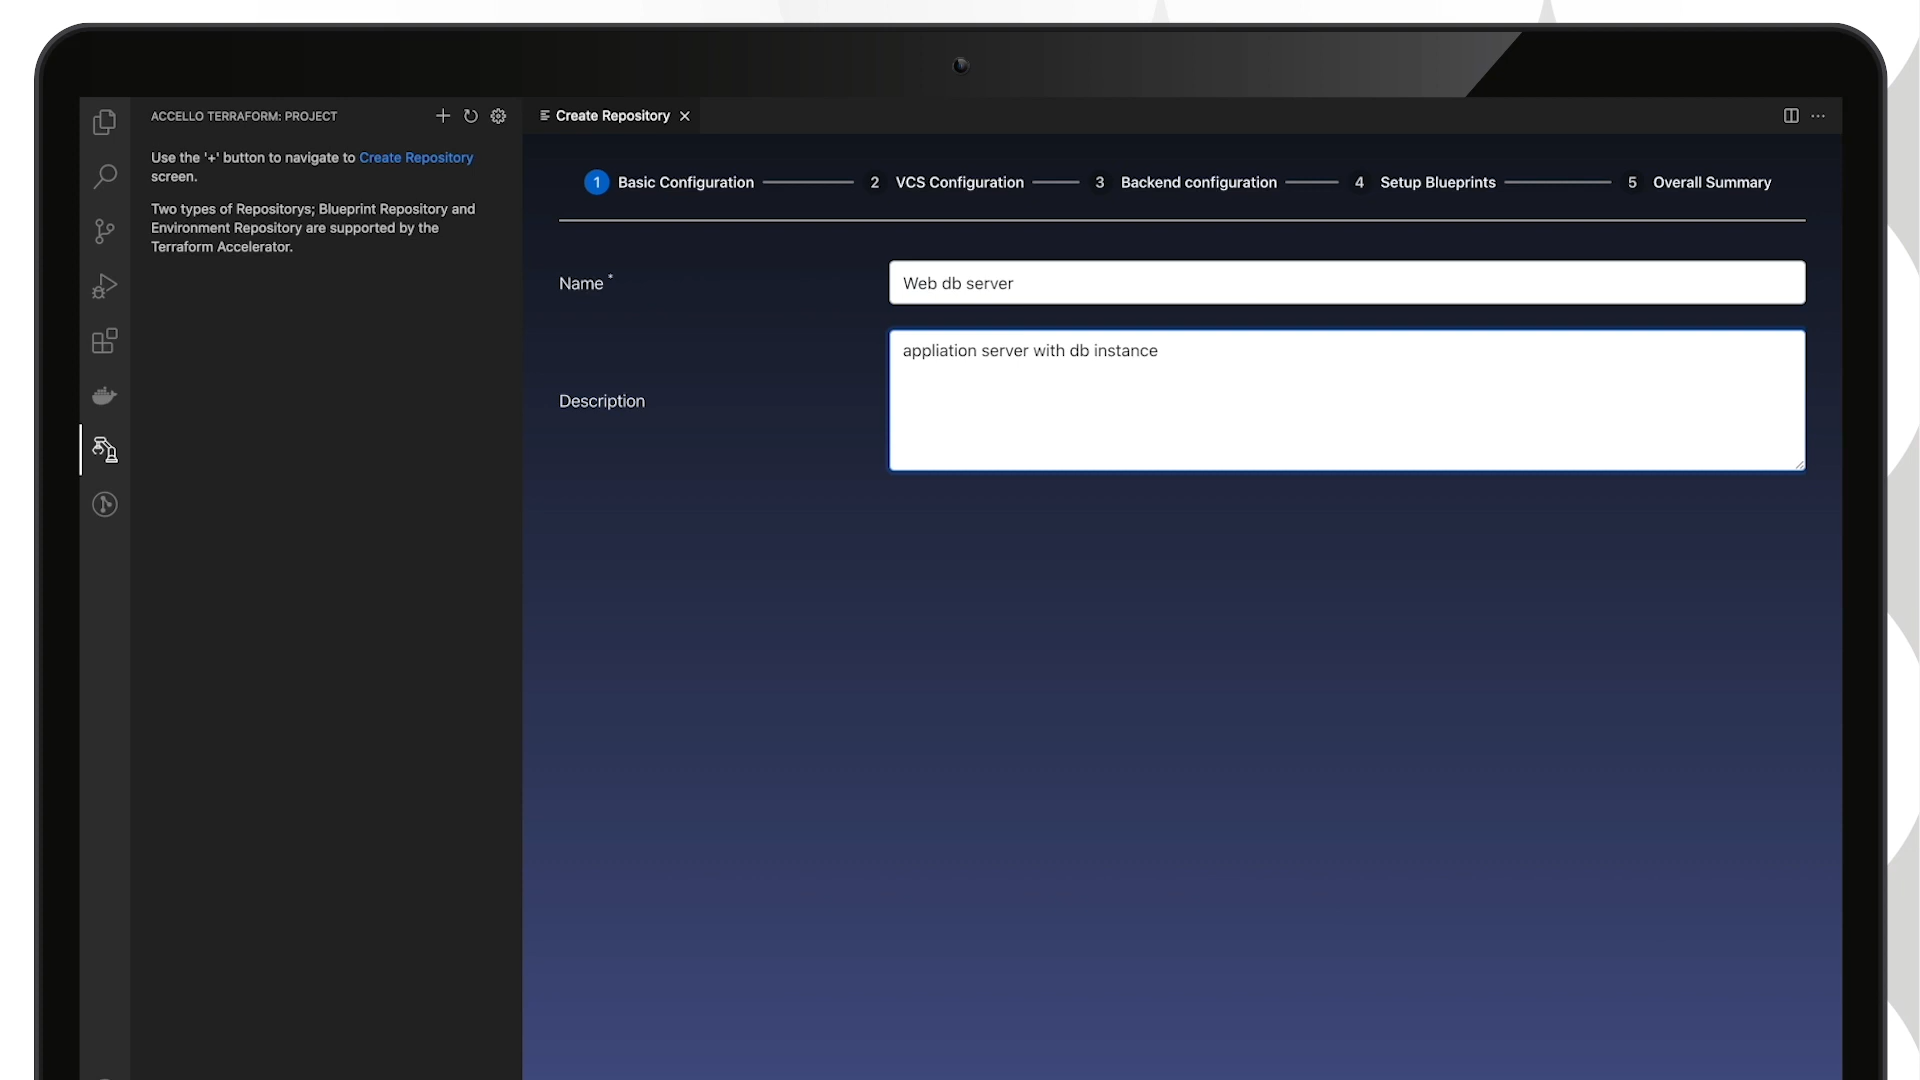 ACCELLO TERRAFORM: PROJECT
Create Repository
Use the '+' button to navigate to Create Repository
screen.
Two types of Repositorys; Blueprint Repository and
Environment Repository are supported by the
Terraform Accelerator.
1 Basic Configuration 2 VCS Configuration 3 Backend configuration 4 Setup Blueprints 5 Overall Summary
Name * Web db server
Description appliation server with db instance